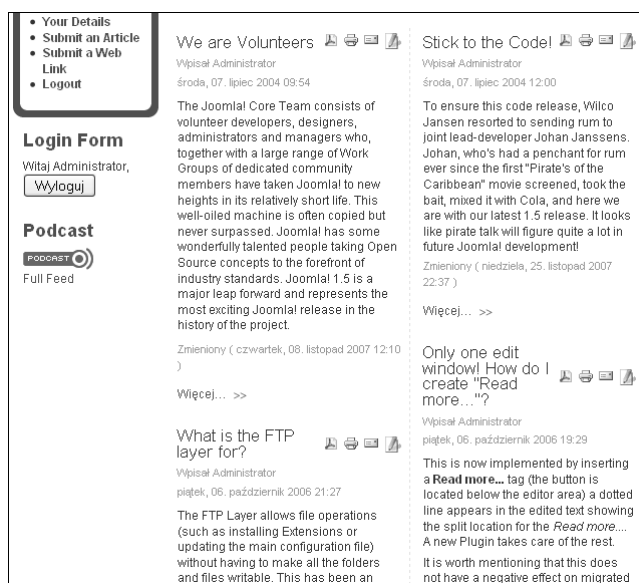 Your Details
Submit an Article
Submit a Web
Link
Logout
Login Form
Witaj Administrator,
Wyloguj
Podcast
PODCAST
Full Feed
We are Volunteers
Wpisał Administrator
środa, 07. lipiec 2004 09:54
The Joomla! Core Team consists of
volunteer developers, designers,
administrators and managers who,
together with a large range of Work
Groups of dedicated community
members have taken Joomla! to new
heights in its relatively short life. This
well-oiled machine is often copied but
never surpassed. Joomla! has some
wonderfully talented people taking Open
Source concepts to the forefront of
industry standards. Joomla! 1.5 is a
major leap forward and represents the
most exciting Joomla! release in the
history of the project.
Zmieniony ( czwartek, 08. listopad 2007 12:10
)
Więcej... >>
What is the FTP
layer for?
Wpisał Administrator
piątek, 06. październik 2006 21:27
The FTP Layer allows file operations
(such as installing Extensions or
updating the main configuration file)
without having to make all the folders
and files writable. This has been an
Stick to the Code!
Wpisał Administrator
środa, 07. lipiec 2004 12:00
To ensure this code release, Wilco
Jansen resorted to sending rum to
joint lead-developer Johan Janssens.
Johan, who's had a penchant for rum
ever since the first "Pirate's of the
Caribbean" movie screened, took the
bait, mixed it with Cola, and here we
are with our latest 1.5 release. It looks
like pirate talk will figure quite a lot in
future Joomla! development!
Zmieniony ( niedziela, 25. listopad 2007
22:37 )
Więcej... >>
Only one edit
window! How do I
create "Read
more..."?
Wpisał Administrator
piątek, 06. październik 2006 19:29
This is now implemented by inserting
a Read more... tag (the button is
located below the editor area) a dotted
line appears in the edited text showing
the split location for the Read more....
A new Plugin takes care of the rest.
It is worth mentioning that this does
not have a negative effect on migrated